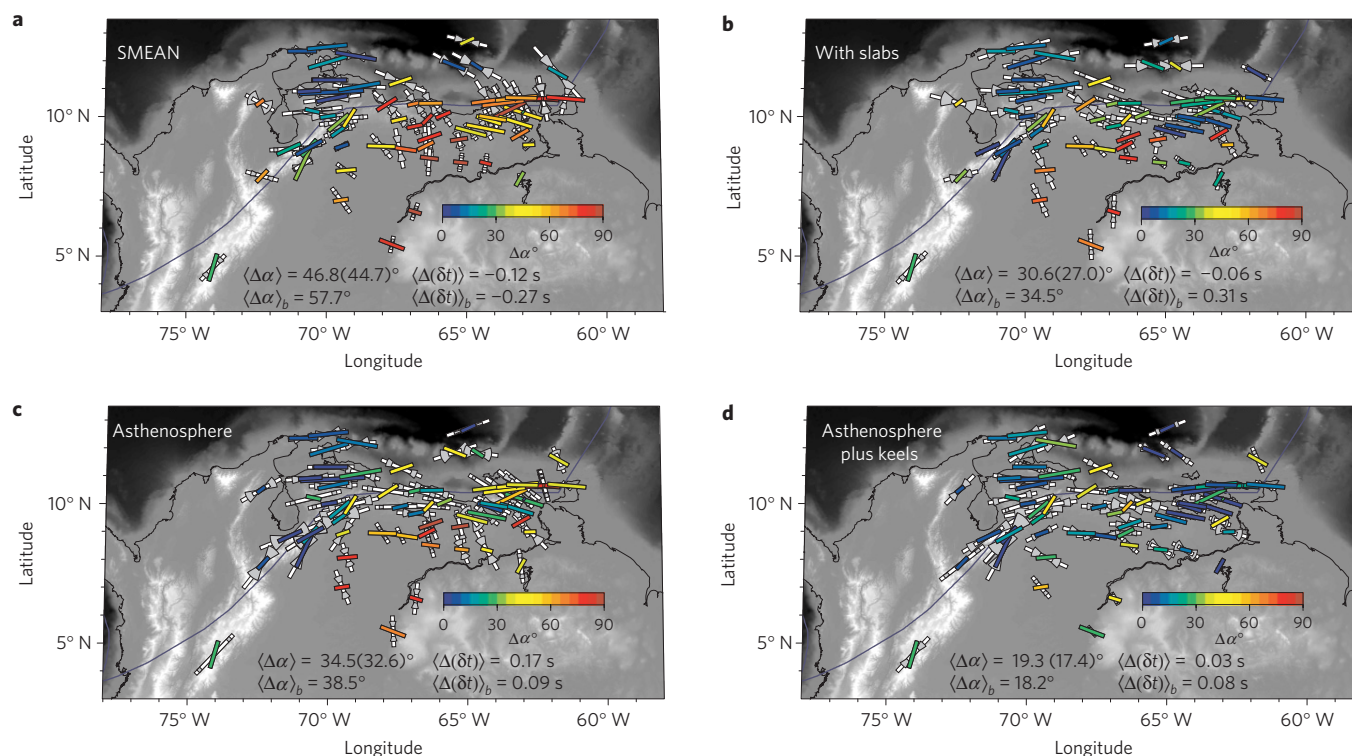 a
SMEAN
10° N
5° N
Latitude
0 30 60 90
Δα°
⟨Δα⟩ = 46.8(44.7)° ⟨Δ(δt)⟩ = −0.12 s
⟨Δα⟩b = 57.7° ⟨Δ(δt)⟩b = −0.27 s
75° W 70° W 65° W 60° W
Longitude
b
With slabs
10° N
5° N
Latitude
0 30 60 90
Δα°
⟨Δα⟩ = 30.6(27.0)° ⟨Δ(δt)⟩ = −0.06 s
⟨Δα⟩b = 34.5° ⟨Δ(δt)⟩b = 0.31 s
75° W 70° W 65° W 60° W
Longitude
c
Asthenosphere
10° N
5° N
Latitude
0 30 60 90
Δα°
⟨Δα⟩ = 34.5(32.6)° ⟨Δ(δt)⟩ = 0.17 s
⟨Δα⟩b = 38.5° ⟨Δ(δt)⟩b = 0.09 s
75° W 70° W 65° W 60° W
Longitude
d
Asthenosphere
plus keels
10° N
5° N
Latitude
0 30 60 90
Δα°
⟨Δα⟩ = 19.3 (17.4)° ⟨Δ(δt)⟩ = 0.03 s
⟨Δα⟩b = 18.2° ⟨Δ(δt)⟩b = 0.08 s
75° W 70° W 65° W 60° W
Longitude